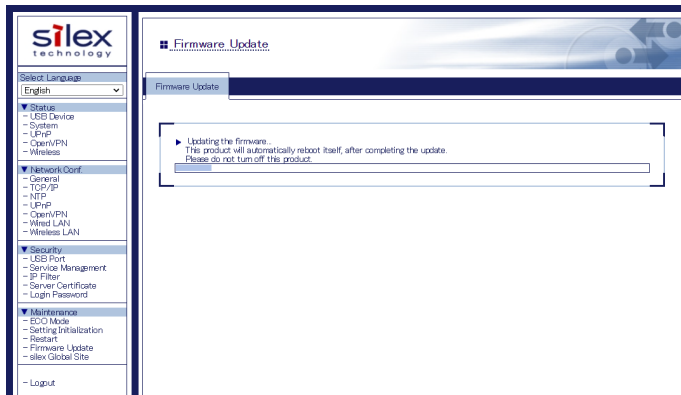 silex
technology
Select Language
English
▼ Status
- USB Device
- System
- UPnP
- OpenVPN
- Wireless
▼ Network Conf.
- General
- TCP/IP
- NTP
- UPnP
- OpenVPN
- Wired LAN
- Wireless LAN
▼ Security
- USB Port
- Service Management
- IP Filter
- Server Certificate
- Login Password
▼ Maintenance
- ECO Mode
- Setting Initialization
- Restart
- Firmware Update
- silex Global Site
- Logout
Firmware Update
Firmware Update
Updating the firmware...
This product will automatically reboot itself, after completing the update.
Please do not turn off this product.